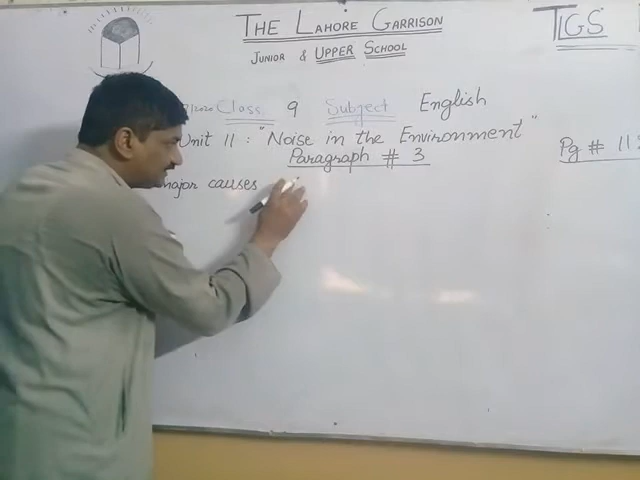 THE LAHORE GARRISON
TLGS
JUNIOR & UPPER SCHOOL
Class 9 Subject English
Unit 11 : "Noise in the Environment"
Paragraph # 3
Pg # 11
major causes